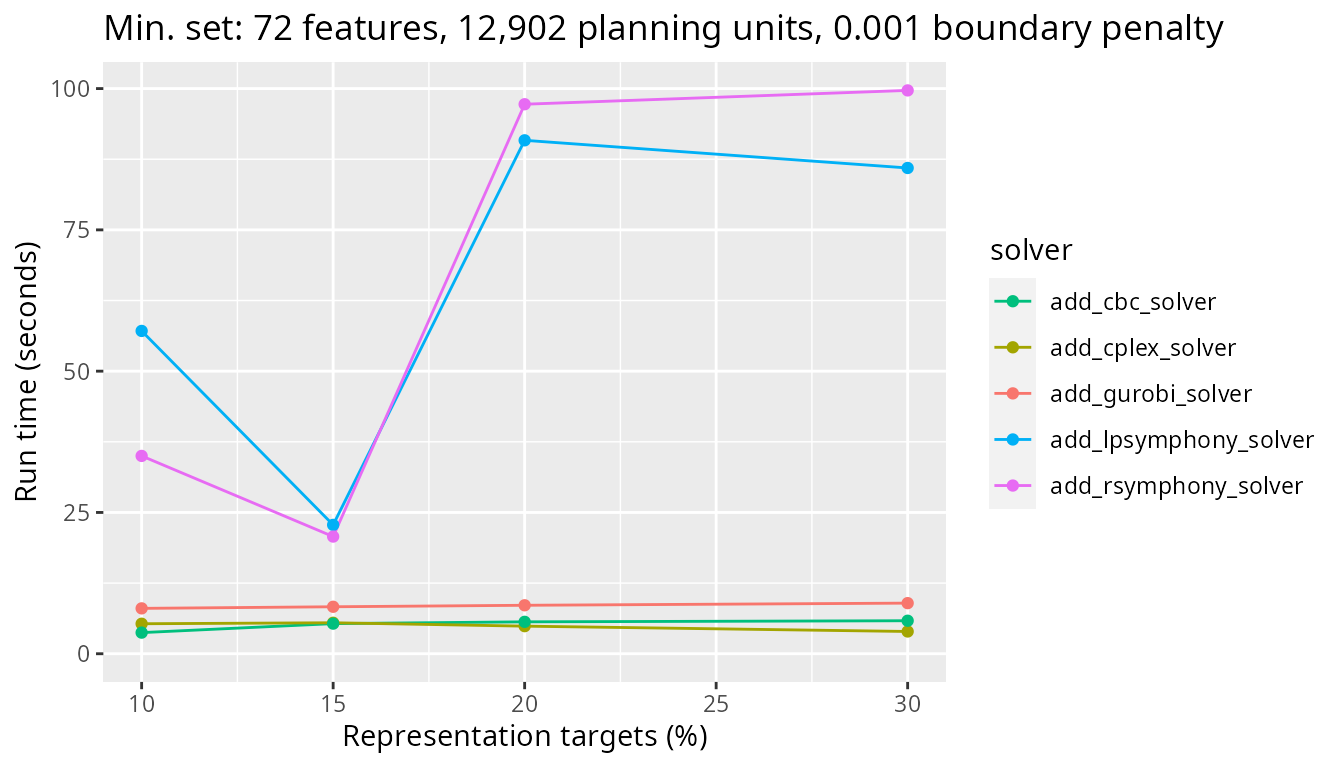 Min. set: 72 features, 12,902 planning units, 0.001 boundary penalty
100
75
50
25
0
Run time (seconds)
10 15 20 25 30
Representation targets (%)
solver
add_cbc_solver
add_cplex_solver
add_gurobi_solver
add_lpsymphony_solver
add_rsymphony_solver